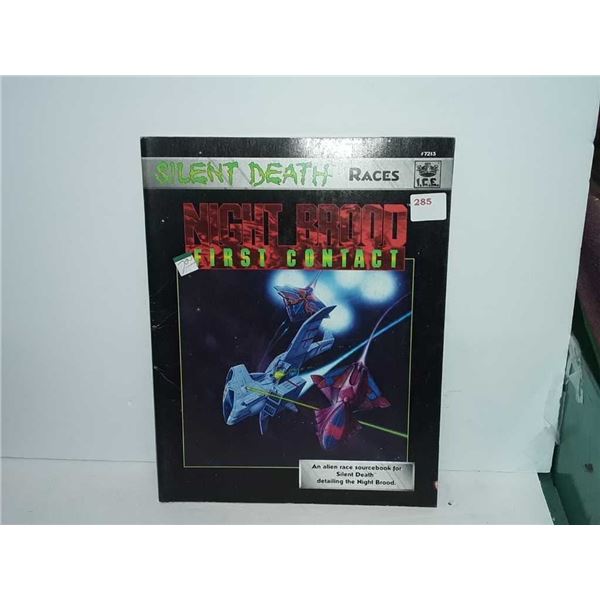 #7213
SILENT DEATH RACES
I.C.E.
285
NIGHT BROOD
FIRST CONTACT
An alien race sourcebook for
Silent Death
detailing the Night Brood.